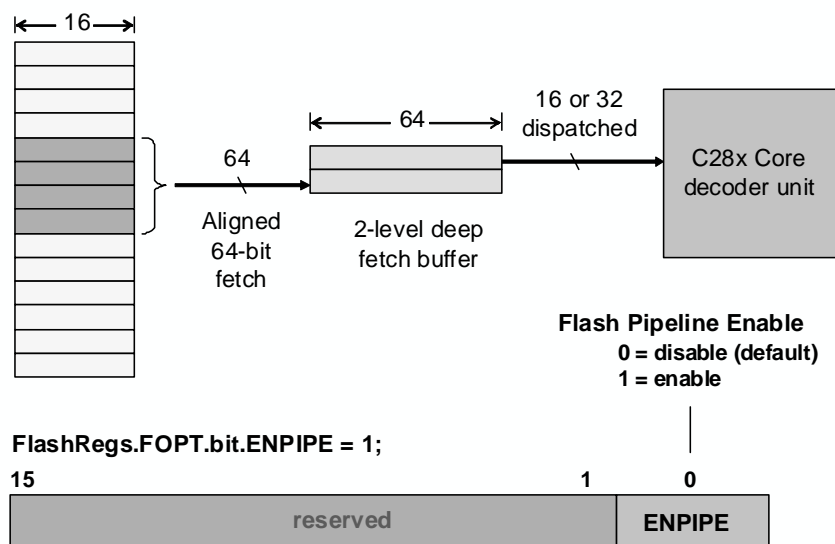 16
64
Aligned
64-bit
fetch
64
2-level deep
fetch buffer
16 or 32
dispatched
C28x Core
decoder unit
Flash Pipeline Enable
0 = disable (default)
1 = enable
FlashRegs.FOPT.bit.ENPIPE = 1;
15 1 0
reserved ENPIPE